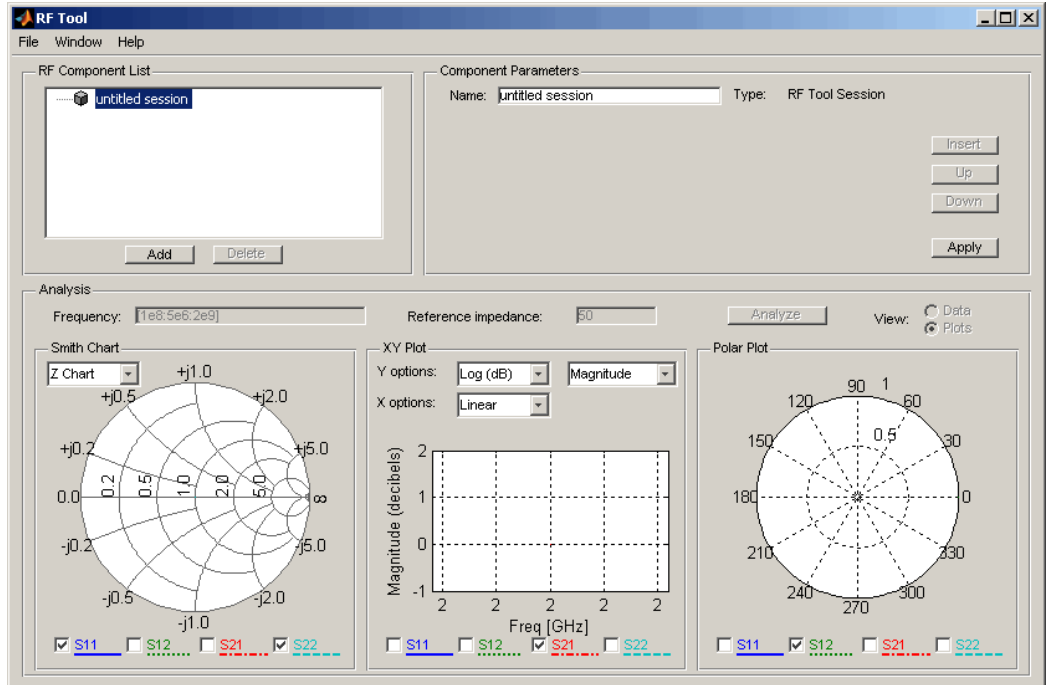 RF Tool
File Window Help
RF Component List
untitled session
Add Delete
Component Parameters
Name: untitled session Type: RF Tool Session
Insert
Up
Down
Apply
Analysis
Frequency: [1e8:5e6:2e9] Reference impedance: 50 Analyze View: Data
Plots
Smith Chart
Z Chart
+j1.0
+j0.5 +j2.0
+j0.2 +j5.0
0.0 0.2 0.5 1.0 2.0 5.0 ∞
-j0.2 -j5.0
-j0.5 -j2.0
-j1.0
S11 S12 S21 S22
XY Plot
Y options: Log (dB) Magnitude
X options: Linear
Magnitude (decibels)
2
1
0
-1
2 2 2 2 2
Freq [GHz]
S11 S12 S21 S22
Polar Plot
90 1
120 60
150 0.5 30
180 0
210 330
240 300
270
S11 S12 S21 S22